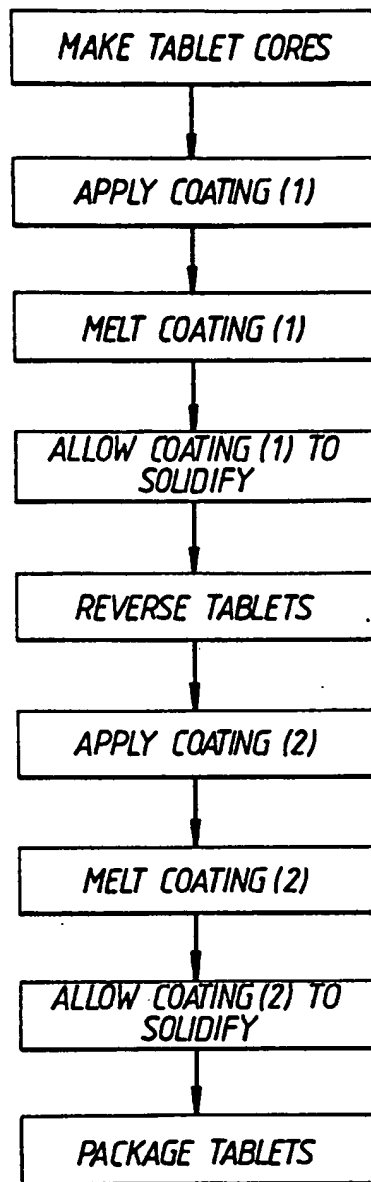 MAKE TABLET CORES
APPLY COATING (1)
MELT COATING (1)
ALLOW COATING (1) TO
SOLIDIFY
REVERSE TABLETS
APPLY COATING (2)
MELT COATING (2)
ALLOW COATING (2) TO
SOLIDIFY
PACKAGE TABLETS